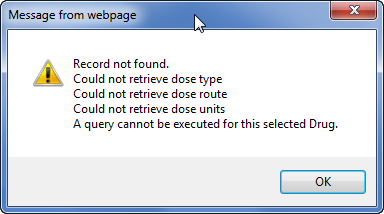 Message from webpage
Record not found.
Could not retrieve dose type
Could not retrieve dose route
Could not retrieve dose units
A query cannot be executed for this selected Drug.
OK